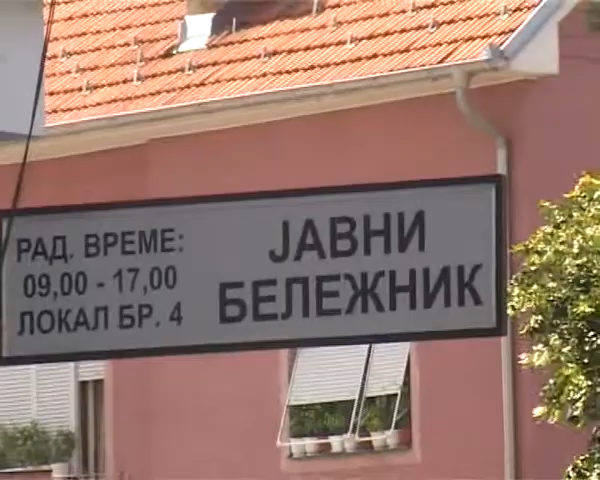 РАД. ВРЕМЕ:
09,00 - 17,00
ЛОКАЛ БР. 4
ЈАВНИ
БЕЛЕЖНИК